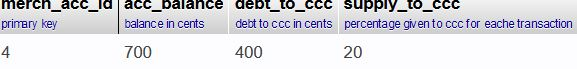 merch_acc_id acc_balance debt_to_ccc supply_to_ccc
primary key balance in cents debt to ccc in cents percentage given to ccc for eache transaction
4 700 400 20